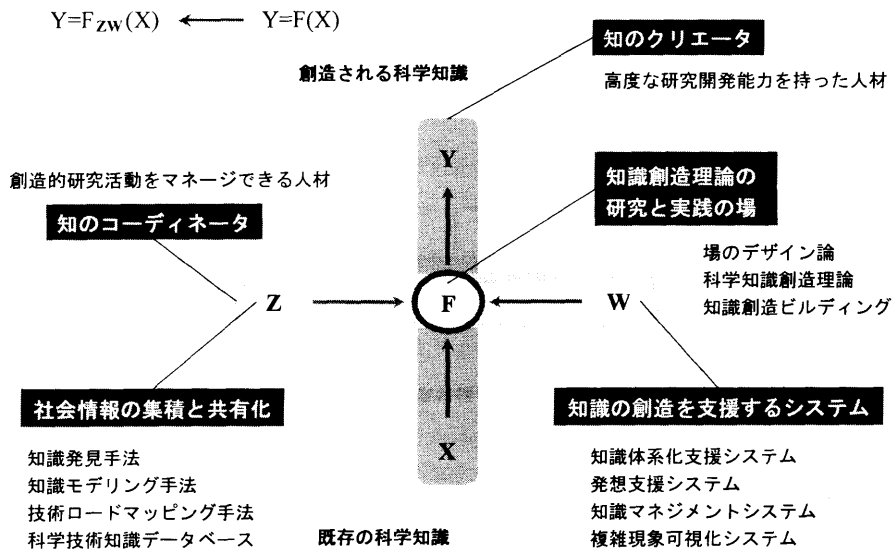 Y=F_ZW(X) ← Y=F(X)
知のクリエータ
創造される科学知識
高度な研究開発能力を持った人材
Y
創造的研究活動をマネージできる人材
知のコーディネータ
知識創造理論の
研究と実践の場
場のデザイン論
科学知識創造理論
知識創造ビルディング
Z
F
W
社会情報の集積と共有化
知識の創造を支援するシステム
知識発見手法
知識モデリング手法
技術ロードマッピング手法
科学技術知識データベース
X
既存の科学知識
知識体系化支援システム
発想支援システム
知識マネジメントシステム
複雑現象可視化システム